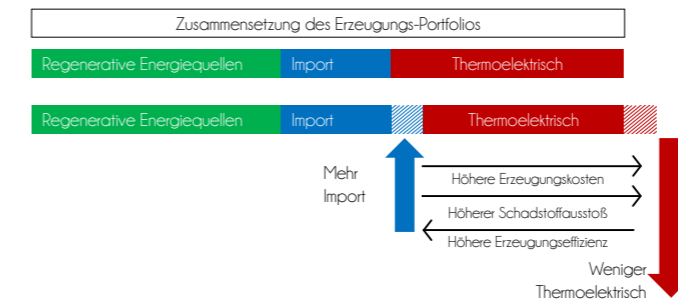 Zusammensetzung des Erzeugungs-Portfolios
Regenerative Energiequellen Import Thermoelektrisch
Regenerative Energiequellen Import Thermoelektrisch
Mehr
Import
Höhere Erzeugungskosten
Höherer Schadstoffausstoß
Höhere Erzeugungseffizienz
Weniger
Thermoelektrisch